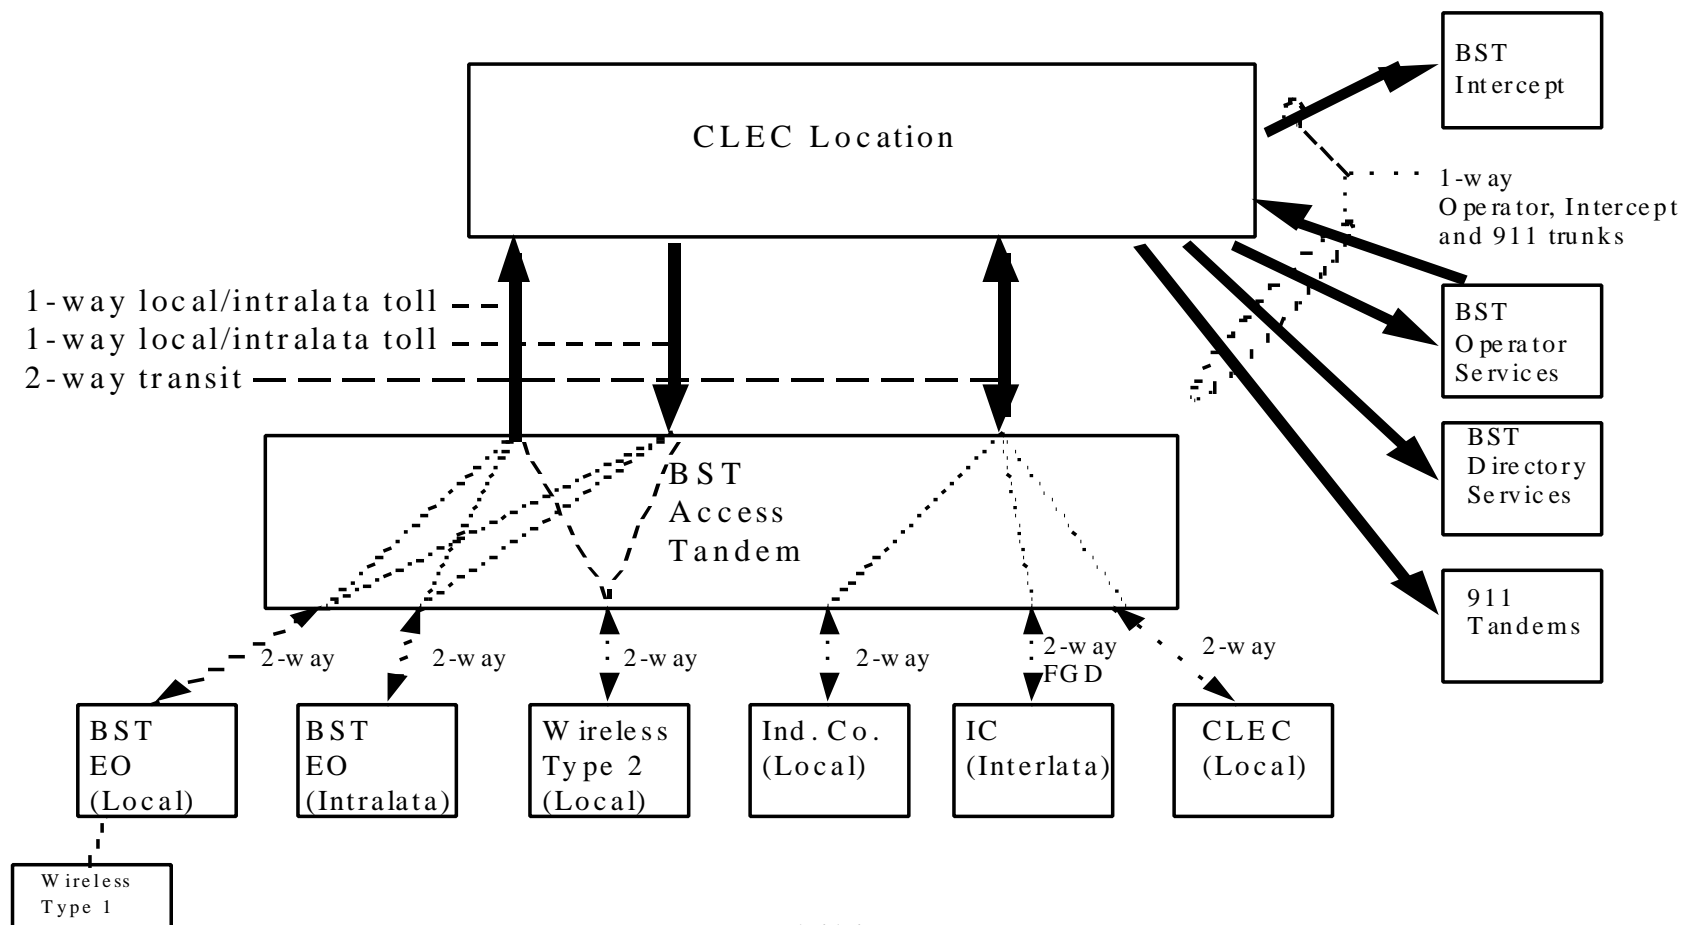 BST
Intercept
CLEC Location
1-way
Operator, Intercept
and 911 trunks
1-way local/intralata toll
1-way local/intralata toll
2-way transit
BST
Operator
Services
BST
Directory
Services
BST
Access
Tandem
911
Tandems
2-way
2-way
2-way
2-way
2-way
FGD
2-way
BST
EO
(Local)
BST
EO
(Intralata)
Wireless
Type 2
(Local)
Ind. Co.
(Local)
IC
(Interlata)
CLEC
(Local)
Wireless
Type 1